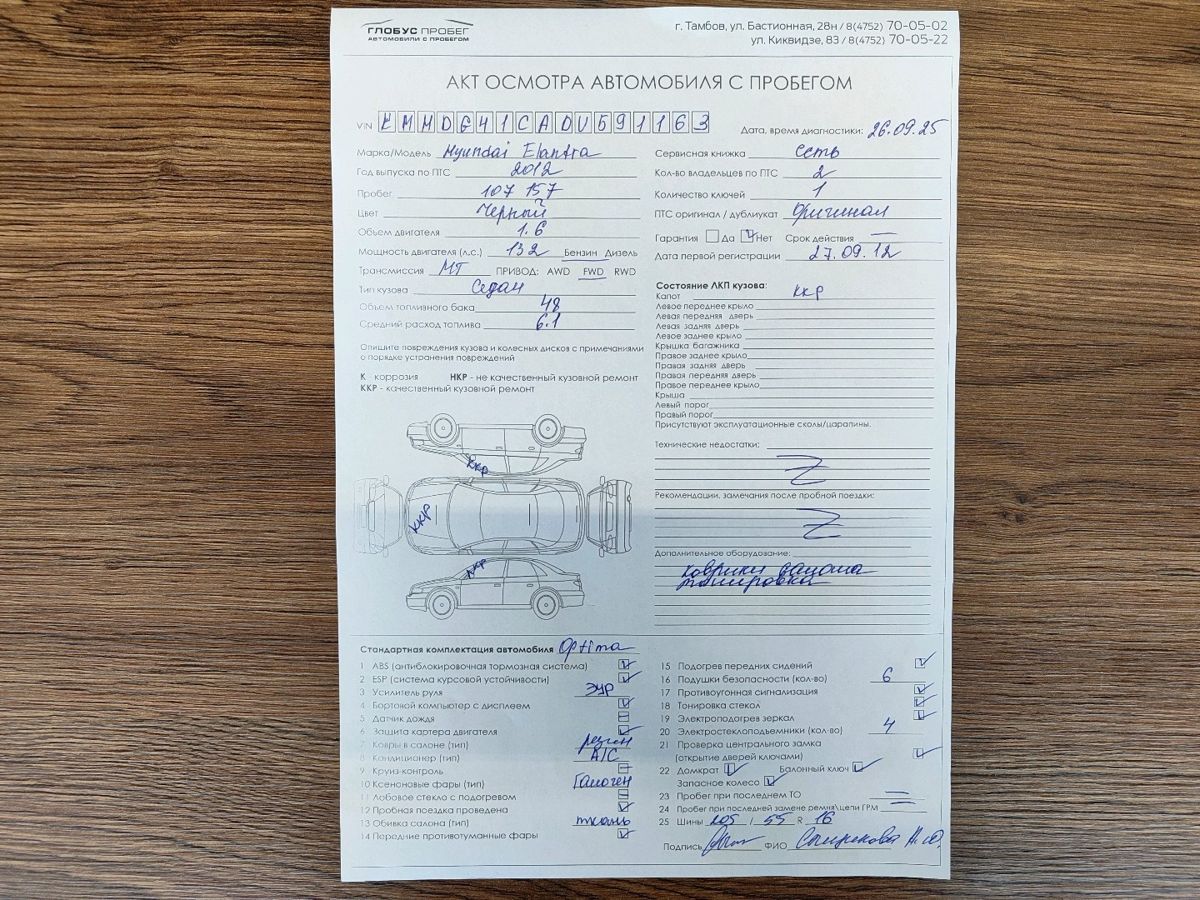 ГЛОБУС ПРОБЕГ
АВТОМОБИЛИ С ПРОБЕГОМ
г. Тамбов, ул. Бастионная, 28н / 8(4752) 70-05-02
ул. Киквидзе, 83 / 8(4752) 70-05-22
АКТ ОСМОТРА АВТОМОБИЛЯ С ПРОБЕГОМ
VIN KMHDG41CADU591163
Дата, время диагностики: 26.09.25
Марка/Модель Hyundai Elantra
Год выпуска по ПТС 2012
Пробег 107 157
Цвет Черный
Объем двигателя 1.6
Мощность двигателя (л.с.) 132 Бензин Дизель
Трансмиссия МТ ПРИВОД: AWD FWD RWD
Тип кузова Седан
Объем топливного бака 48
Средний расход топлива 6.1
Опишите повреждения кузова и колесных дисков с примечаниями
о порядке устранения повреждений
К - коррозия НКР - не качественный кузовной ремонт
ККР - качественный кузовной ремонт
ККР
ККР
ККР
Сервисная книжка есть
Кол-во владельцев по ПТС 2
Количество ключей 1
ПТС оригинал / дубликат Оригинал
Гарантия Да Нет Срок действия —
Дата первой регистрации 27.09.12
Состояние ЛКП кузова:
Капот ккр
Левое переднее крыло
Левая передняя дверь
Левая задняя дверь
Левое заднее крыло
Крышка багажника
Правое заднее крыло
Правая задняя дверь
Правая передняя дверь
Правое переднее крыло
Крыша
Левый порог
Правый порог
Присутствуют эксплуатационные сколы/царапины.
Технические недостатки:
Рекомендации, замечания после пробной поездки:
Дополнительное оборудование:
коврики салона
тонировка
Стандартная комплектация автомобиля Optima
1 ABS (антиблокировочная тормозная система)
2 ESP (система курсовой устойчивости)
3 Усилитель руля ЭУР
4 Бортовой компьютер с дисплеем
5 Датчик дождя
6 Защита картера двигателя
7 Ковры в салоне (тип) резин
8 Кондиционер (тип) A/C
9 Круиз-контроль
10 Ксеноновые фары (тип) Галоген
11 Лобовое стекло с подогревом
12 Пробная поездка проведена
13 Обивка салона (тип) ткань
14 Передние противотуманные фары
15 Подогрев передних сидений
16 Подушки безопасности (кол-во) 6
17 Противоугонная сигнализация
18 Тонировка стекол
19 Электроподогрев зеркал
20 Электростеклоподъемники (кол-во) 4
21 Проверка центрального замка
(открытие дверей ключами)
22 Домкрат Балонный ключ
Запасное колесо
23 Пробег при последнем ТО —
24 Пробег при последней замене ремня\цепи ГРМ —
25 Шины 205 / 55 R 16
Подпись ФИО